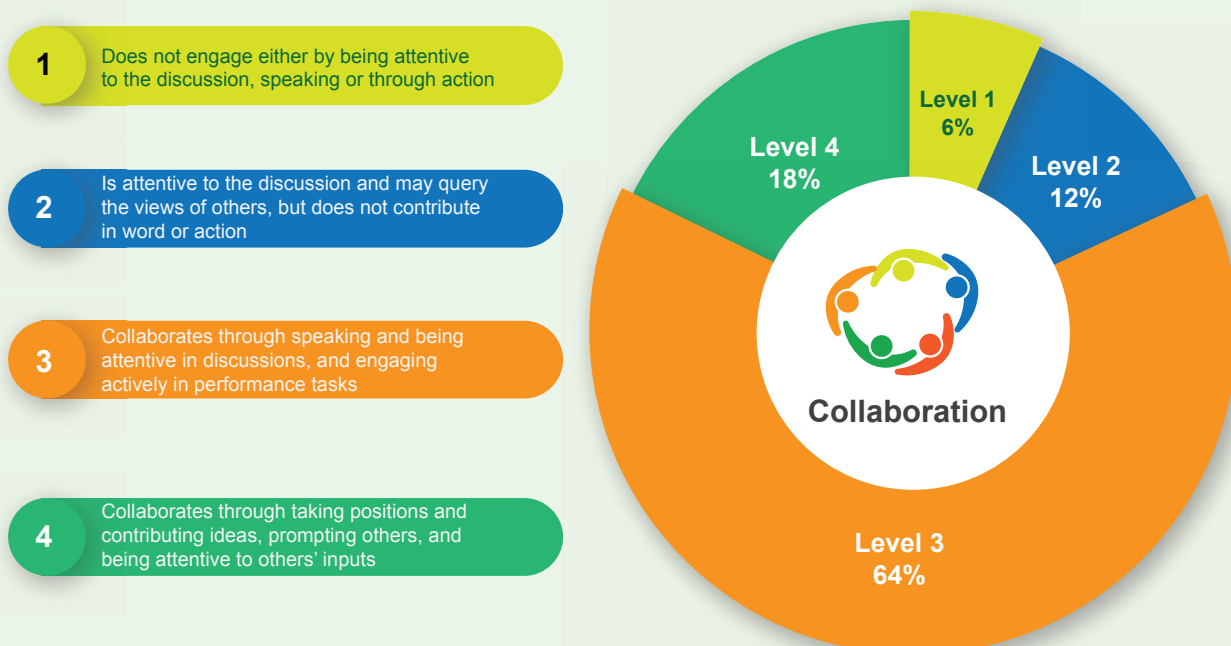 1
Does not engage either by being attentive
to the discussion, speaking or through action
2
Is attentive to the discussion and may query
the views of others, but does not contribute
in word or action
3
Collaborates through speaking and being
attentive in discussions, and engaging
actively in performance tasks
4
Collaborates through taking positions and
contributing ideas, prompting others, and
being attentive to others’ inputs
Level 1
6%
Level 2
12%
Level 4
18%
Collaboration
Level 3
64%